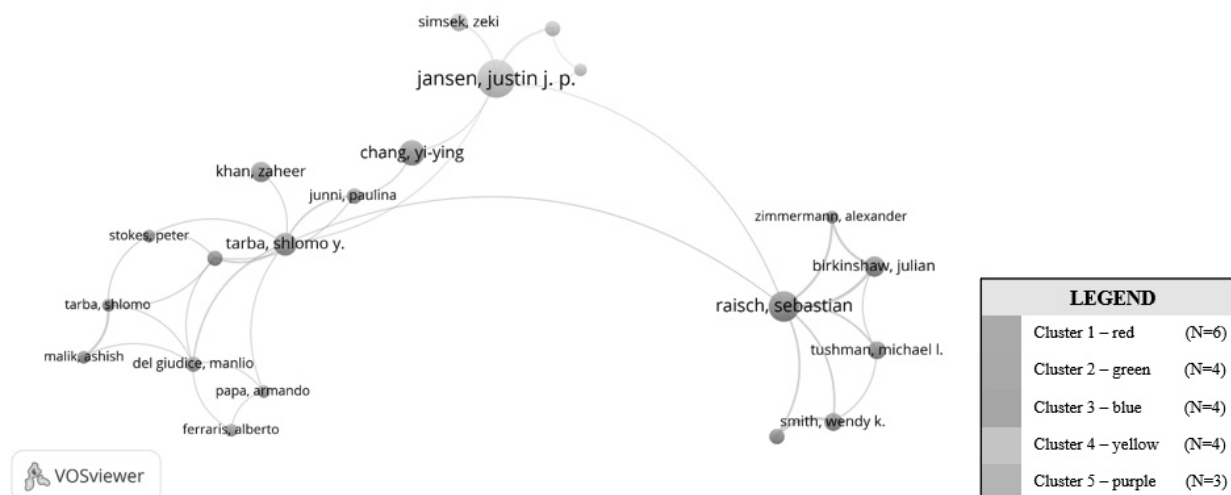 simsek, zeki
jansen, justin j. p.
chang, yi-ying
khan, zaheer
junni, paulina
stokes, peter
tarba, shlomo y.
tarba, shlomo
malik, ashish
del giudice, manlio
papa, armando
ferraris, alberto
zimmermann, alexander
birkinshaw, julian
raisch, sebastian
tushman, michael l.
smith, wendy k.
VOSviewer
LEGEND
Cluster 1 – red (N=6)
Cluster 2 – green (N=4)
Cluster 3 – blue (N=4)
Cluster 4 – yellow (N=4)
Cluster 5 – purple (N=3)